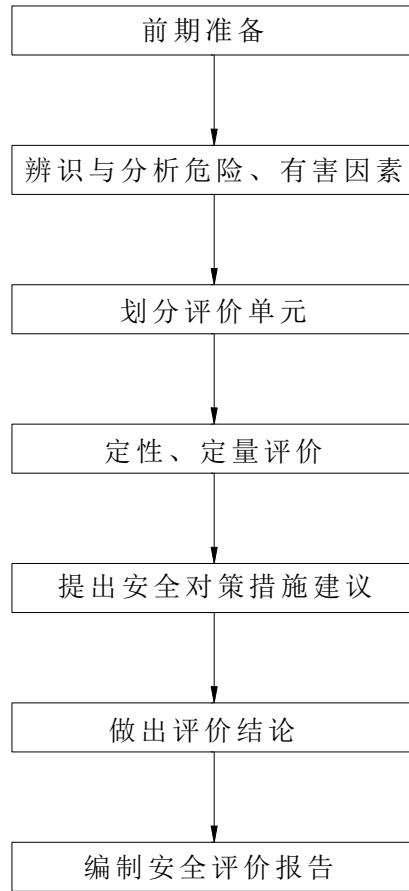 前期准备
辨识与分析危险、有害因素
划分评价单元
定性、定量评价
提出安全对策措施建议
做出评价结论
编制安全评价报告